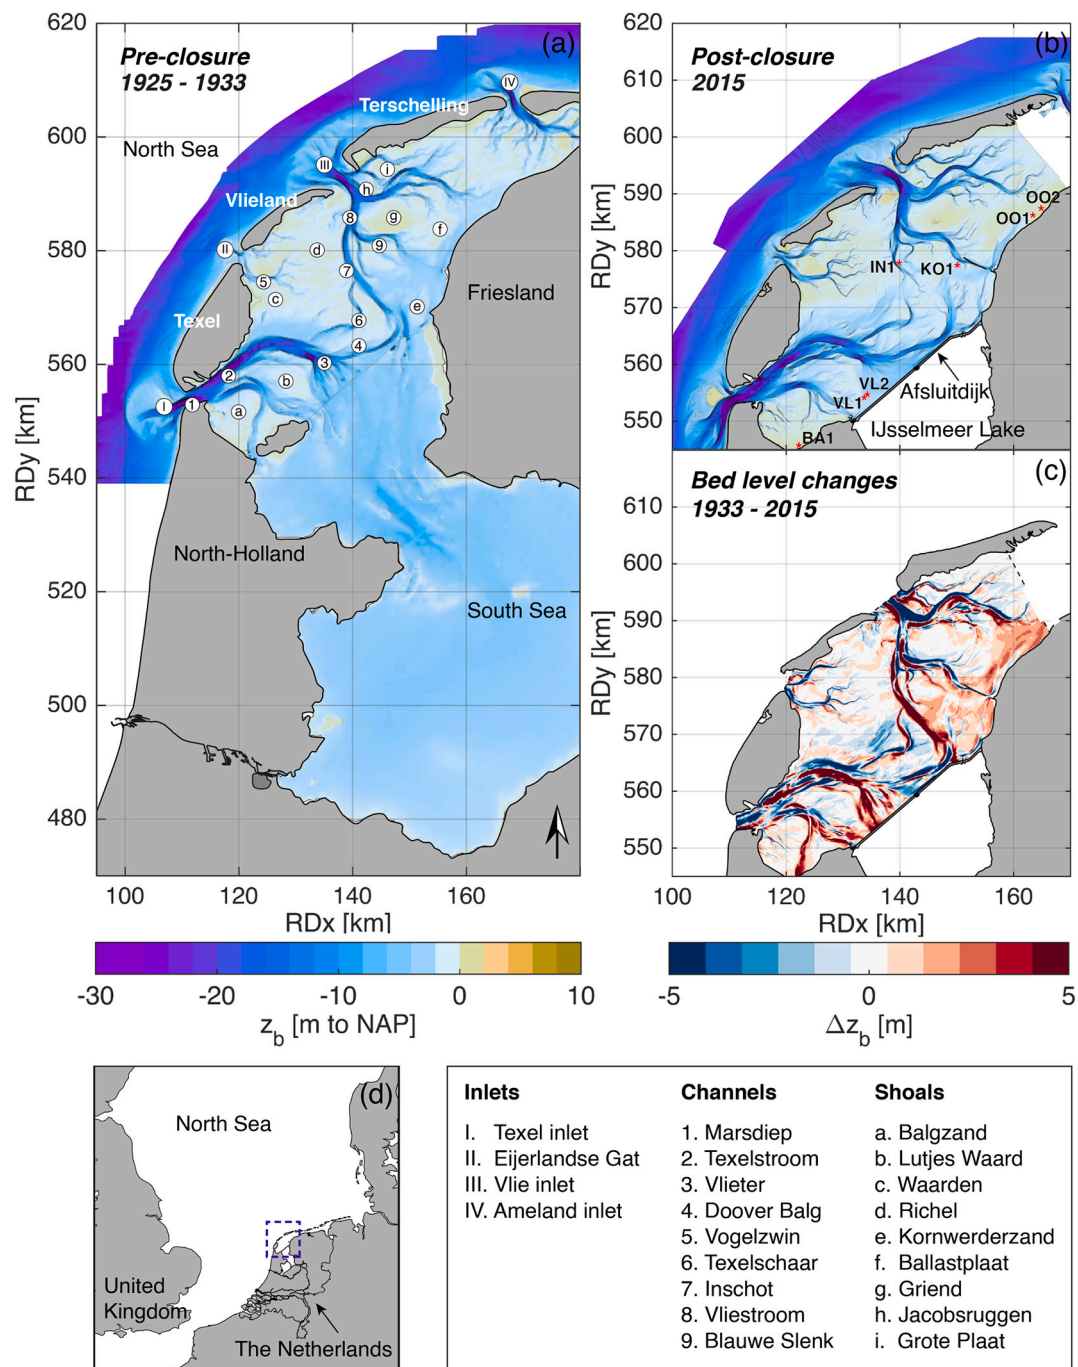 Pre-closure
1925 - 1933
(a)
620
600
580
560
540
520
500
480
RDy [km]
100
120
140
160
RDx [km]
North Sea
Terschelling
Vlieland
Texel
Friesland
North-Holland
South Sea
IV
III
i
h
8
g
f
II
d
9
7
5
c
e
6
4
3
2
b
I
1
a
-30
-20
-10
0
10
z_b [m to NAP]
Post-closure
2015
(b)
620
610
600
590
580
570
560
550
RDy [km]
OO2
OO1
IN1
KO1
VL2
VL1
BA1
Afsluitdijk
IJsselmeer Lake
Bed level changes
1933 - 2015
(c)
610
600
590
580
570
560
550
RDy [km]
100
120
140
160
RDx [km]
-5
0
5
Δz_b [m]
(d)
North Sea
United
Kingdom
The Netherlands
Inlets
I. Texel inlet
II. Eijerlandse Gat
III. Vlie inlet
IV. Ameland inlet
Channels
1. Marsdiep
2. Texelstroom
3. Vlieter
4. Doover Balg
5. Vogelzwin
6. Texelschaar
7. Inschot
8. Vliestroom
9. Blauwe Slenk
Shoals
a. Balgzand
b. Lutjes Waard
c. Waarden
d. Richel
e. Kornwerderzand
f. Ballastplaat
g. Griend
h. Jacobsruggen
i. Grote Plaat